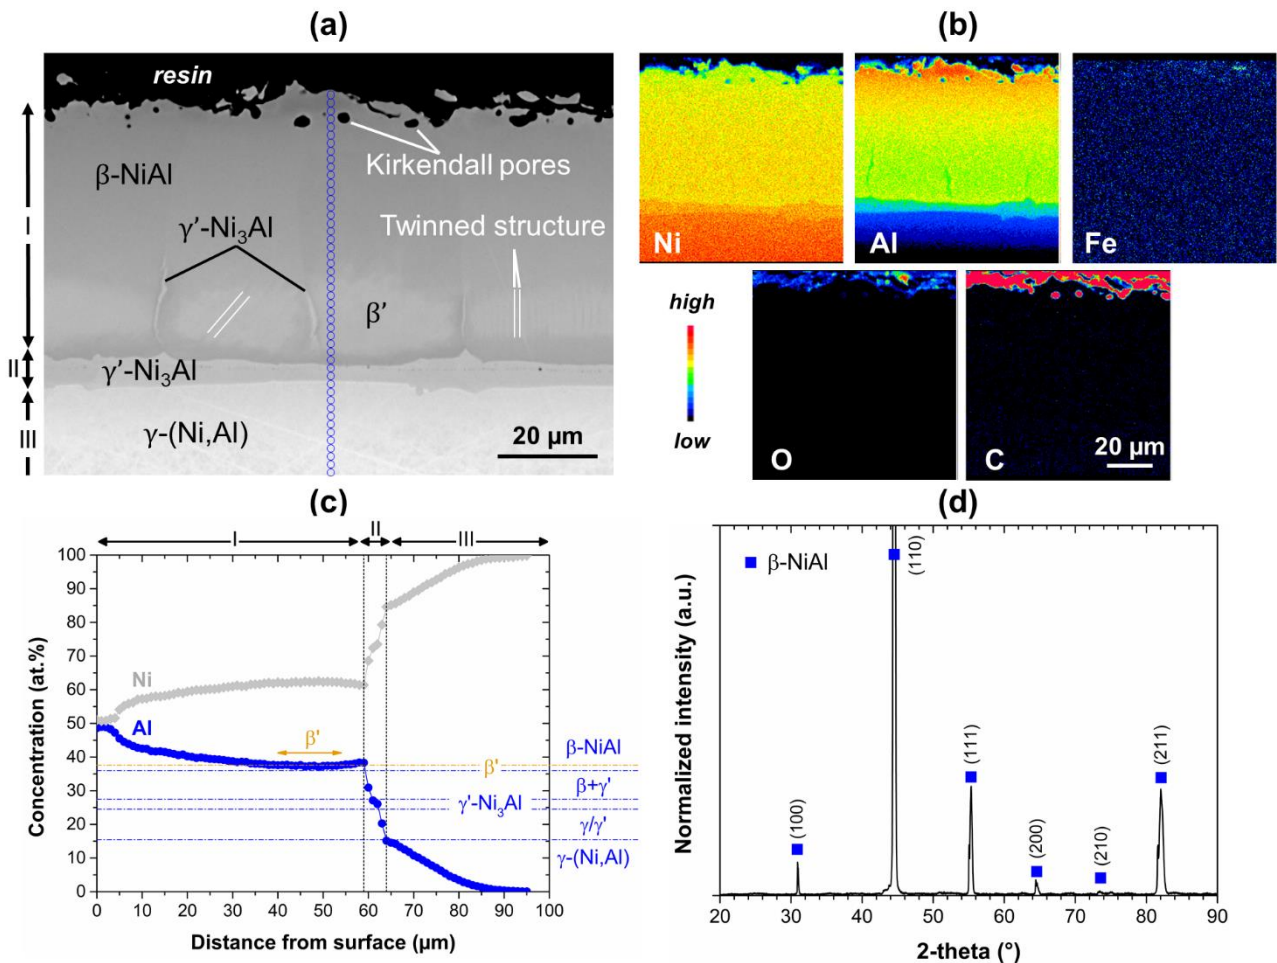 (a)
resin
Kirkendall pores
β-NiAl
γ'-Ni₃Al
Twinned structure
β'
γ'-Ni₃Al
γ-(Ni,Al)
20 µm
I
II
III
(b)
Ni
Al
Fe
high
low
O
C
20 µm
(c)
I
II
III
Concentration (at.%)
100
90
80
70
60
50
40
30
20
10
0
Ni
Al
β'
β'
β-NiAl
β+γ'
γ'-Ni₃Al
γ/γ'
γ-(Ni,Al)
0 10 20 30 40 50 60 70 80 90 100
Distance from surface (µm)
(d)
Normalized intensity (a.u.)
β-NiAl
(100)
(110)
(111)
(200)
(210)
(211)
20 30 40 50 60 70 80 90
2-theta (°)